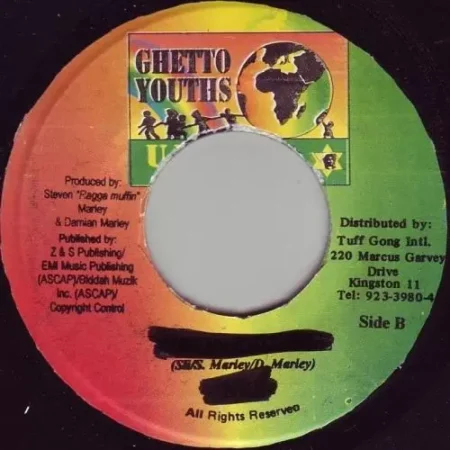 GHETTO
YOUTHS
Produced by:
Steven "Ragga muffin"
Marley
& Damian Marley
Published by:
Z & S Publishing/
EMI Music Publishing
(ASCAP)/Biddah Muzik
Inc. (ASCAP)/
Copyright Control
Distributed by:
Tuff Gong Intl.
220 Marcus Garvey
Drive
Kingston 11
Tel: 923-3980-4
Side B
Marley/D. Marley)
All Rights Reserved